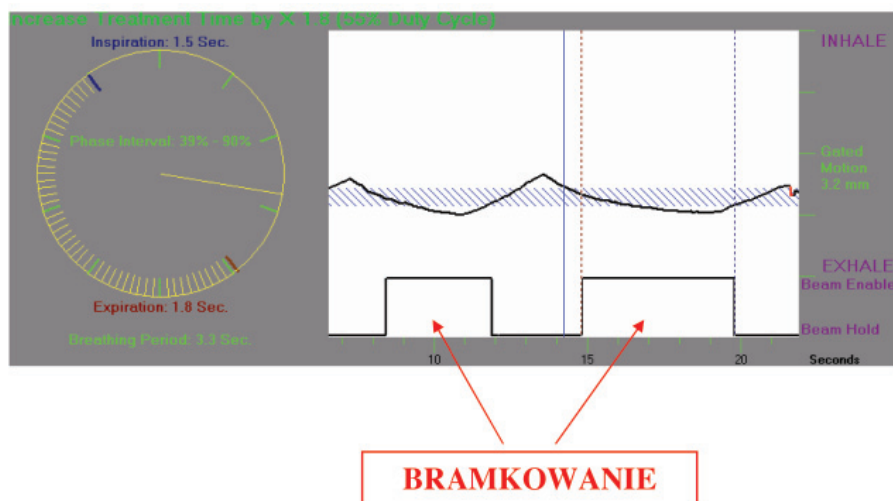 Increase Treatment Time by X 1.8 (55% Duty Cycle)
Inspiration: 1.5 Sec.
Phase Interval: 39% - 90%
Expiration: 1.8 Sec.
Breathing Period: 3.3 Sec.
INHALE
Gated
Motion
3.2 mm
EXHALE
Beam Enable
Beam Hold
10
15
20
Seconds
BRAMKOWANIE